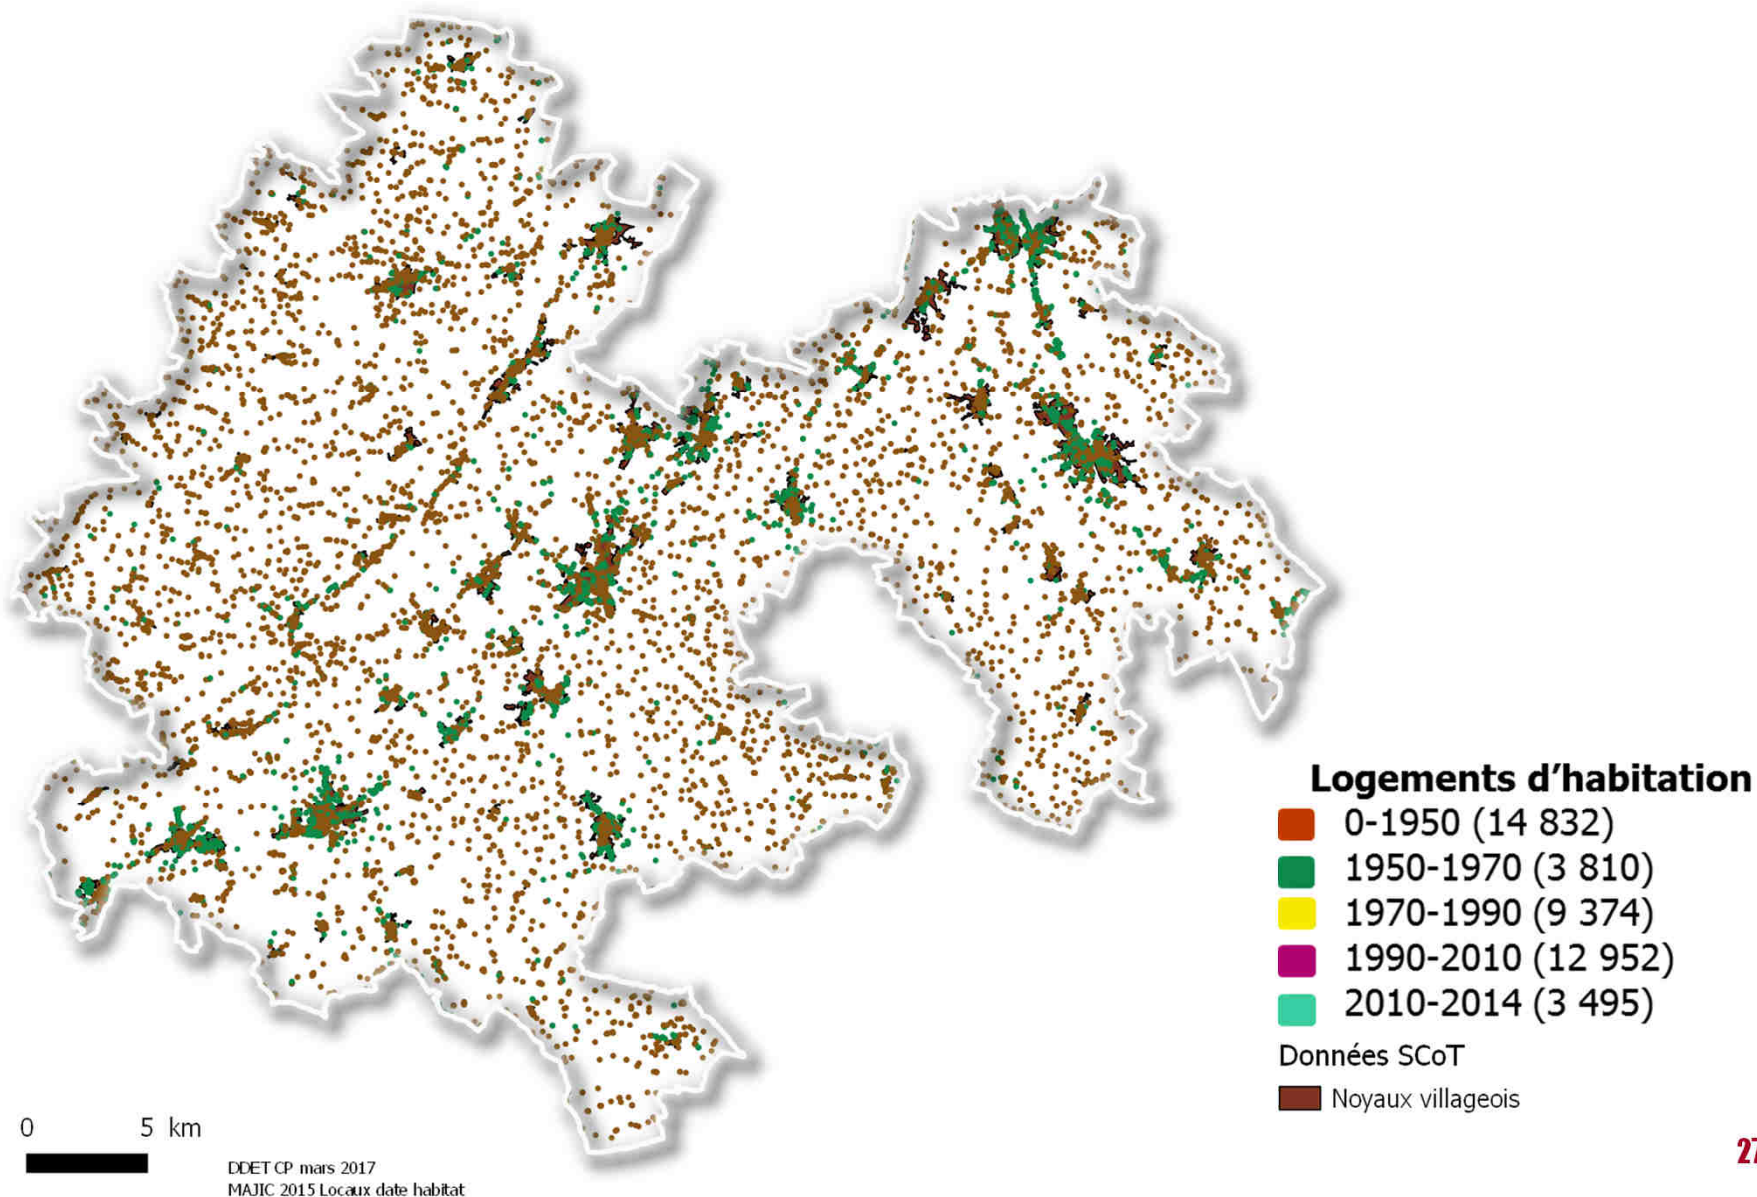 Logements d'habitation
0-1950 (14 832)
1950-1970 (3 810)
1970-1990 (9 374)
1990-2010 (12 952)
2010-2014 (3 495)
Données SCoT
Noyaux villageois
0 5 km
DDET CP mars 2017
MAJIC 2015 Locaux date habitat
27